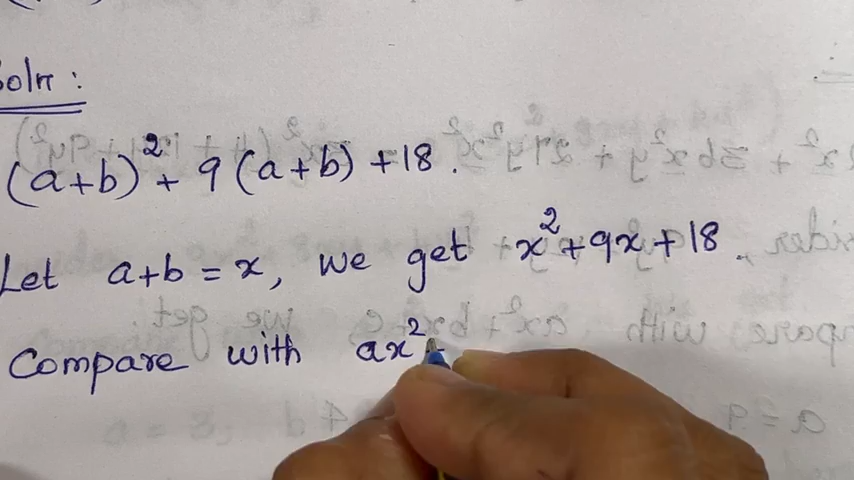 Soln :
(a+b)² + 9 (a+b) + 18 .
Let a+b = x, we get x² + 9x + 18 .
Compare with ax²